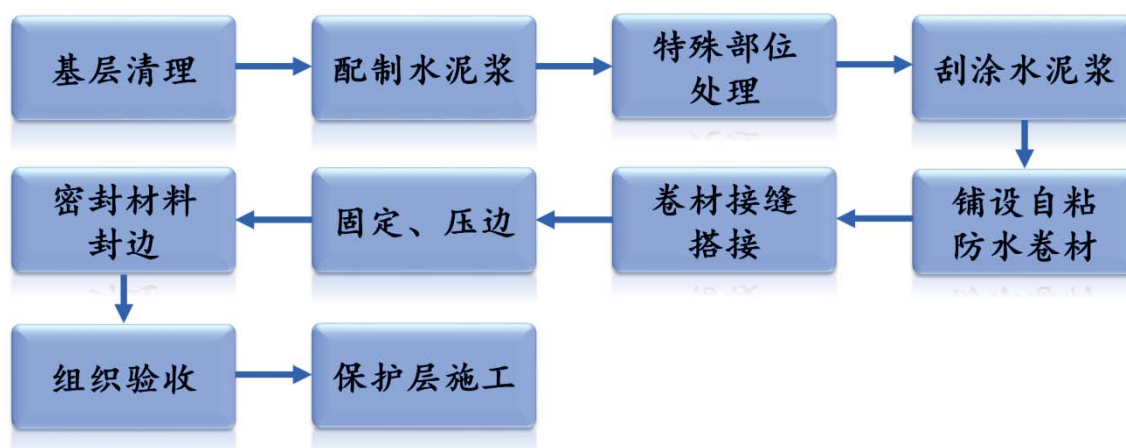 基层清理
配制水泥浆
特殊部位
处理
刮涂水泥浆
铺设自粘
防水卷材
卷材接缝
搭接
固定、压边
密封材料
封边
组织验收
保护层施工